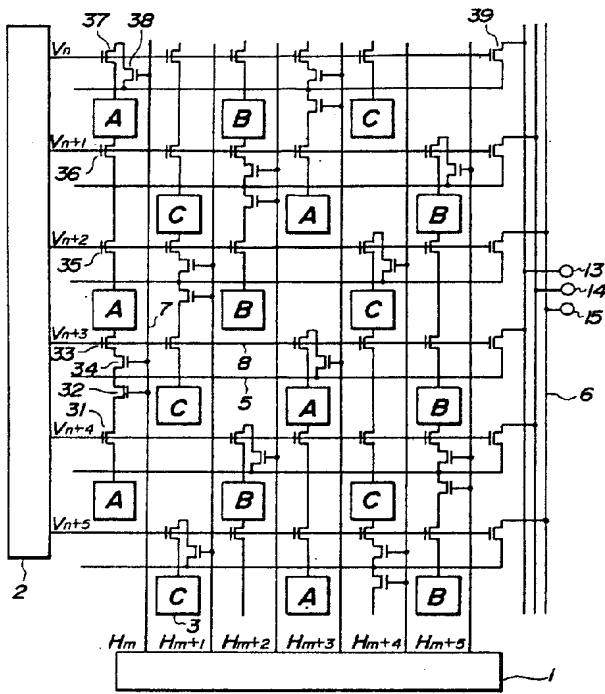 37 38 39
Vn
A B C
Vn+1
36
C A B
Vn+2
35
13
14
15
A 7 B C
Vn+3
33 8
34 5 6
32 C A B
31
Vn+4
A B C
Vn+5
2
C A B
3
Hm Hm+1 Hm+2 Hm+3 Hm+4 Hm+5
1